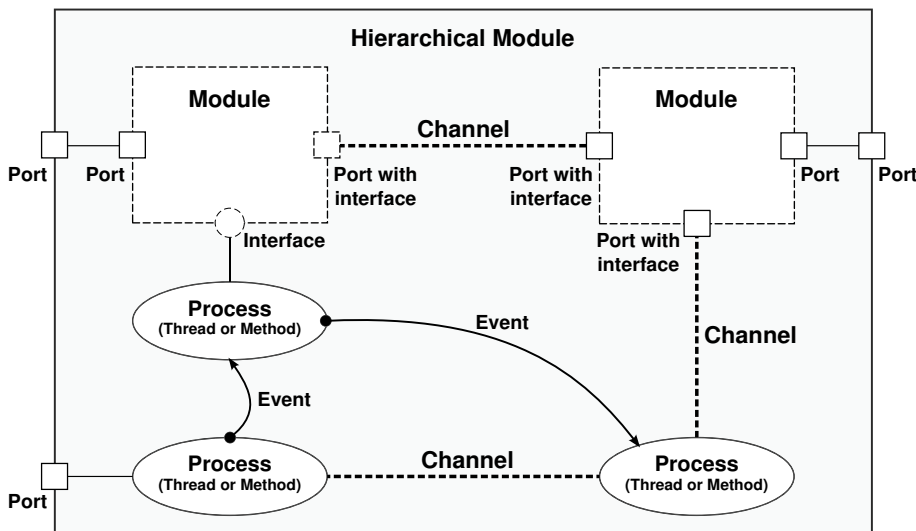 Hierarchical Module
Module
Module
Channel
Port
Port
Port with
interface
Port with
interface
Port
Port
Interface
Port with
interface
Process
(Thread or Method)
Event
Channel
Event
Process
(Thread or Method)
Channel
Process
(Thread or Method)
Port